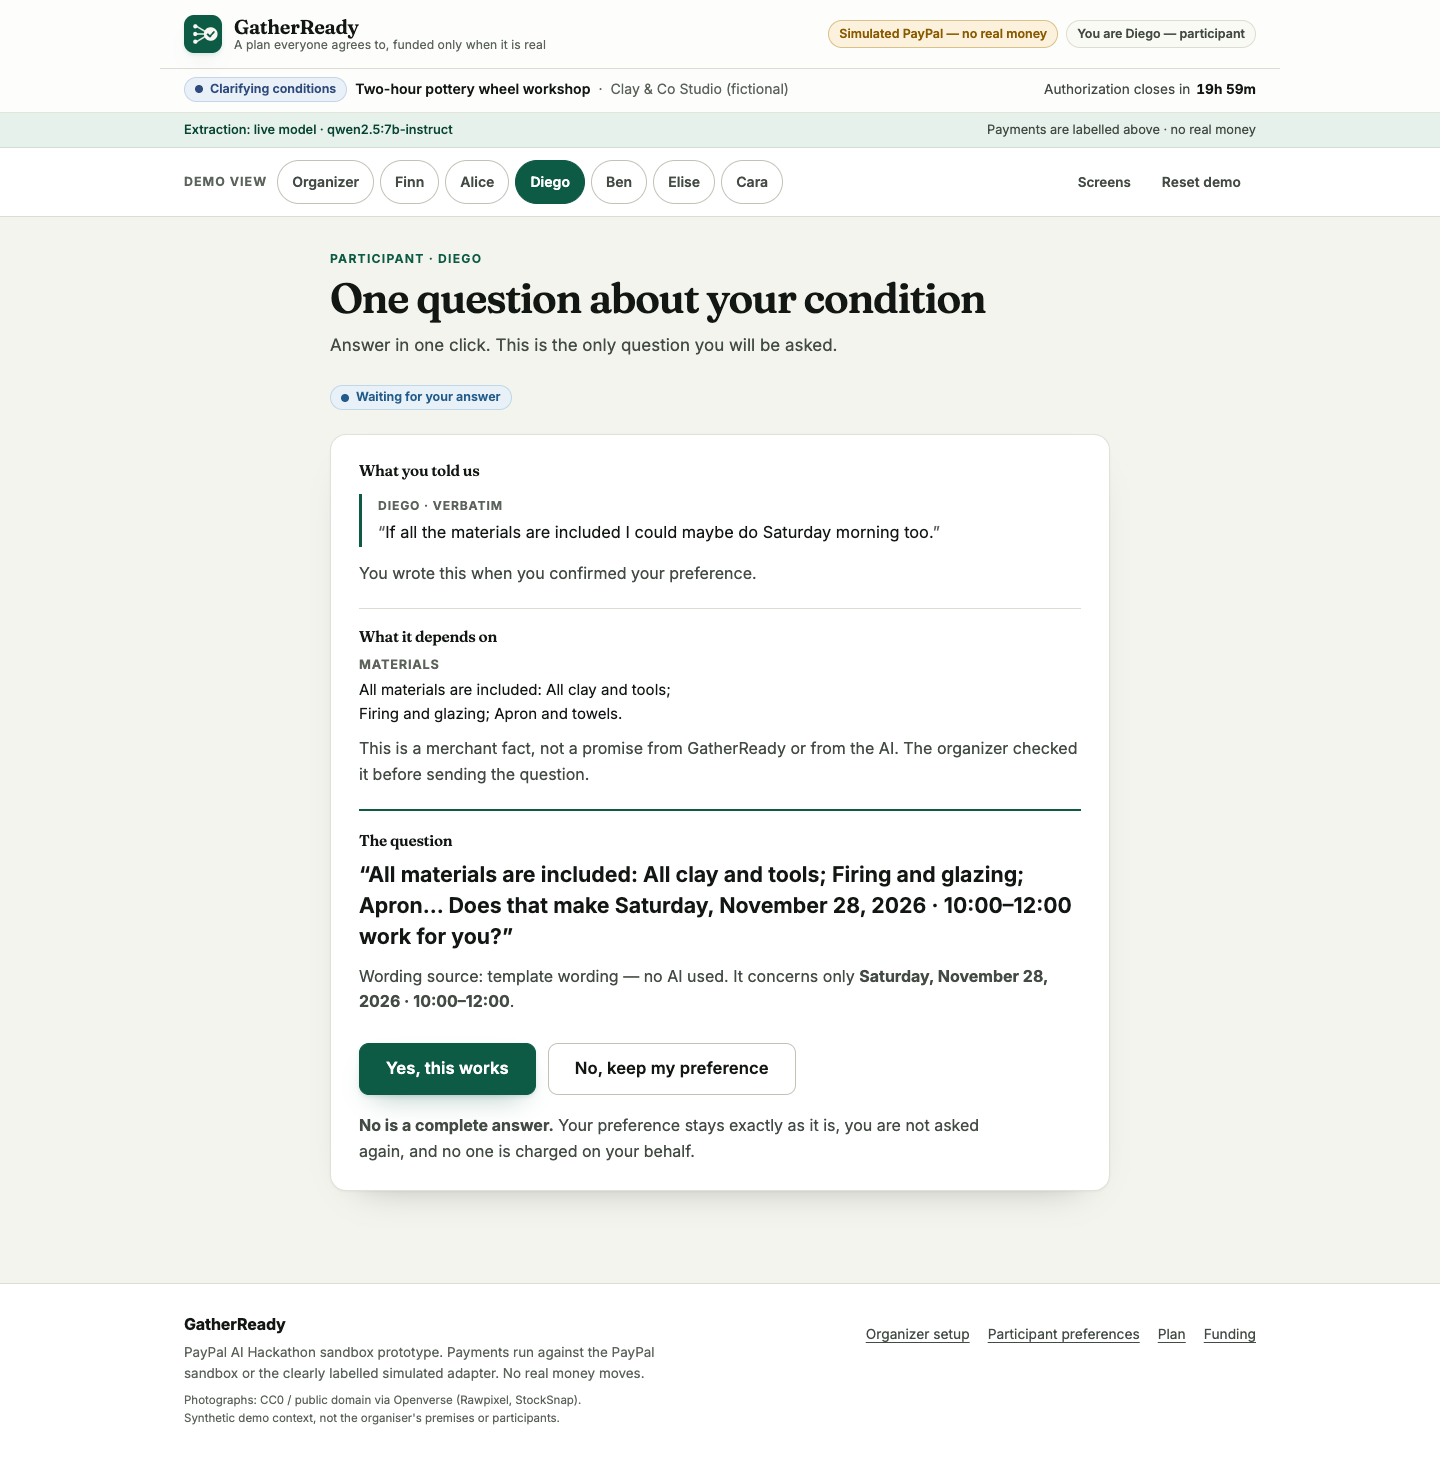 GatherReady
A plan everyone agrees to, funded only when it is real
Simulated PayPal — no real money
You are Diego — participant
Clarifying conditions
Two-hour pottery wheel workshop · Clay & Co Studio (fictional)
Authorization closes in 19h 59m
Extraction: live model · qwen2.5:7b-instruct
Payments are labelled above · no real money
DEMO VIEW
Organizer
Finn
Alice
Diego
Ben
Elise
Cara
Screens
Reset demo
PARTICIPANT · DIEGO
One question about your condition
Answer in one click. This is the only question you will be asked.
Waiting for your answer
What you told us
DIEGO · VERBATIM
“If all the materials are included I could maybe do Saturday morning too.”
You wrote this when you confirmed your preference.
What it depends on
MATERIALS
All materials are included: All clay and tools;
Firing and glazing; Apron and towels.
This is a merchant fact, not a promise from GatherReady or from the AI. The organizer checked
it before sending the question.
The question
“All materials are included: All clay and tools; Firing and glazing;
Apron… Does that make Saturday, November 28, 2026 · 10:00–12:00
work for you?”
Wording source: template wording — no AI used. It concerns only Saturday, November 28,
2026 · 10:00–12:00.
Yes, this works
No, keep my preference
No is a complete answer. Your preference stays exactly as it is, you are not asked
again, and no one is charged on your behalf.
GatherReady
PayPal AI Hackathon sandbox prototype. Payments run against the PayPal
sandbox or the clearly labelled simulated adapter. No real money moves.
Photographs: CC0 / public domain via Openverse (Rawpixel, StockSnap).
Synthetic demo context, not the organiser's premises or participants.
Organizer setup
Participant preferences
Plan
Funding